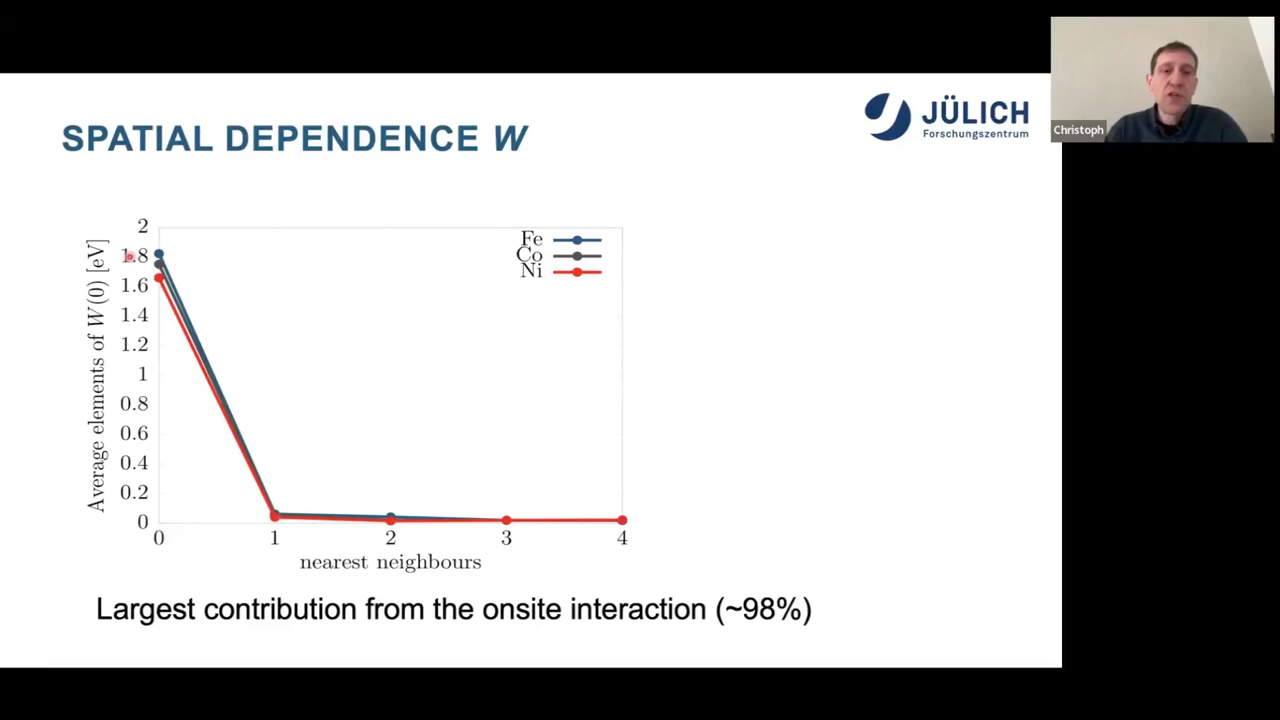 JÜLICH
Forschungszentrum
Christoph
SPATIAL DEPENDENCE W
Average elements of W(0) [eV]
2
1.8
1.6
1.4
1.2
1
0.8
0.6
0.4
0.2
0
0 1 2 3 4
nearest neighbours
Fe
Co
Ni
Largest contribution from the onsite interaction (~98%)